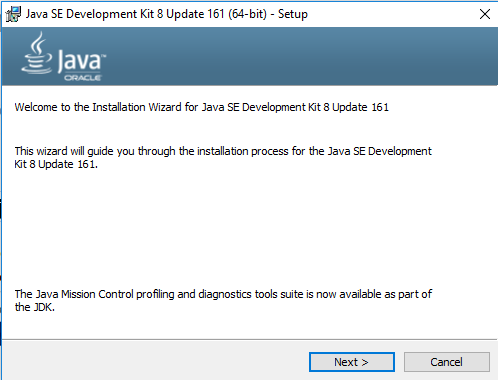 Java SE Development Kit 8 Update 161 (64-bit) - Setup
Java™
ORACLE
Welcome to the Installation Wizard for Java SE Development Kit 8 Update 161
This wizard will guide you through the installation process for the Java SE Development
Kit 8 Update 161.
The Java Mission Control profiling and diagnostics tools suite is now available as part of
the JDK.
Next >
Cancel